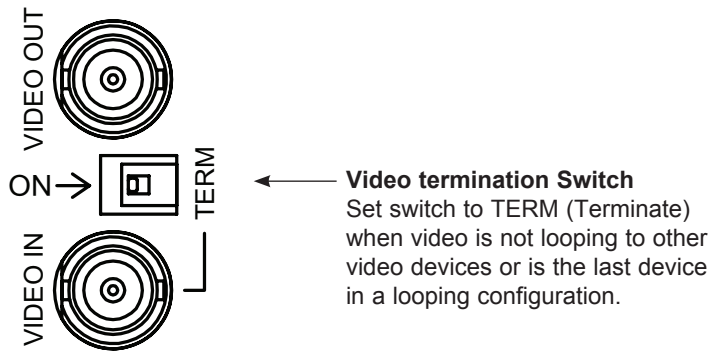 VIDEO OUT
ON
TERM
VIDEO IN
Video termination Switch
Set switch to TERM (Terminate)
when video is not looping to other
video devices or is the last device
in a looping configuration.